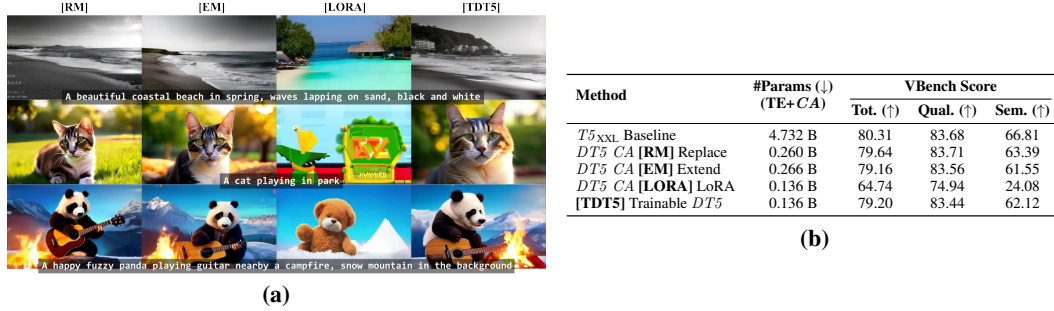 [RM] [EM] [LORA] [TDT5]
A beautiful coastal beach in spring, waves lapping on sand, black and white
A cat playing in park
A happy fuzzy panda playing guitar nearby a campfire, snow mountain in the background
(a)
Method #Params (↓) (TE+CA) VBench Score
Tot. (↑) Qual. (↑) Sem. (↑)
T5XXL Baseline 4.732 B 80.31 83.68 66.81
DT5 CA [RM] Replace 0.260 B 79.64 83.71 63.39
DT5 CA [EM] Extend 0.266 B 79.16 83.56 61.55
DT5 CA [LORA] LoRA 0.136 B 64.74 74.94 24.08
[TDT5] Trainable DT5 0.136 B 79.20 83.44 62.12
(b)